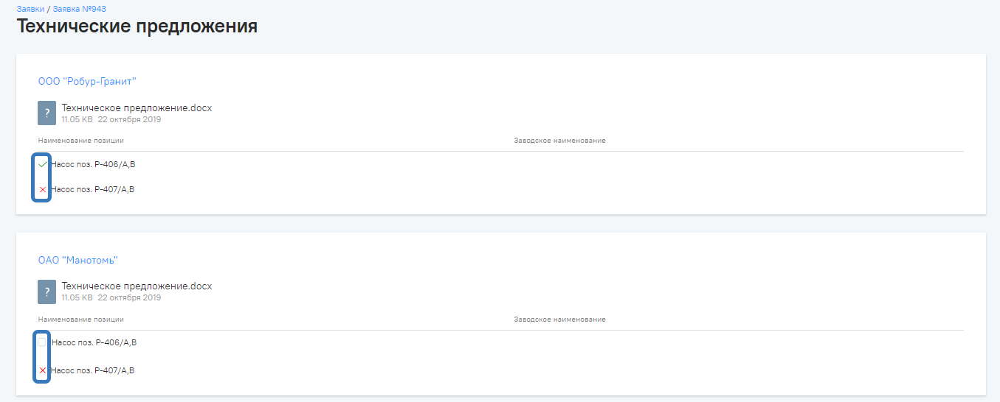 Заявки / Заявка №943
Технические предложения
ООО "Робур-Гранит"
?
Техническое предложение.docx
11.05 KB 22 октября 2019
Наименование позиции Заводское наименование
Насос поз. Р-406/А,В
Насос поз. Р-407/А,В
ОАО "Манотомь"
?
Техническое предложение.docx
11.05 KB 22 октября 2019
Наименование позиции Заводское наименование
Насос поз. Р-406/А,В
Насос поз. Р-407/А,В